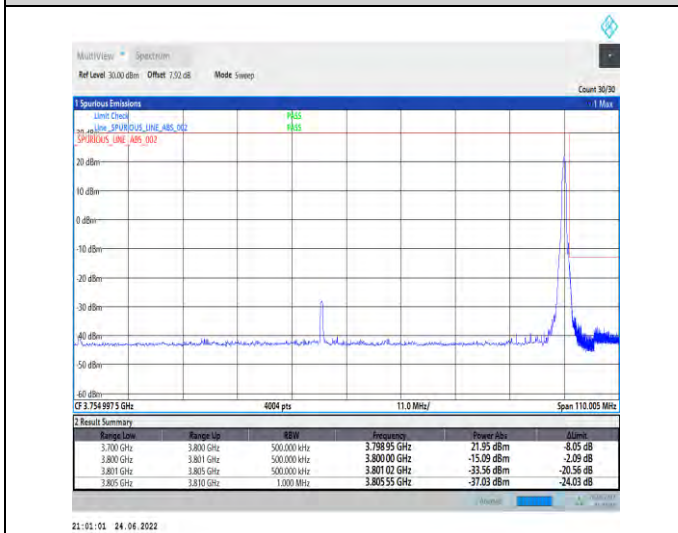 MultiView Spectrum
Ref Level 30.00 dBm Offset 7.92 dB Mode Sweep
Count 30/30
1 Spurious Emissions 1 Max
Limit Check PASS
Line _SPURIOUS_LINE_ABS_002 PASS
_SPURIOUS_LINE_ABS_002
20 dBm
10 dBm
0 dBm
-10 dBm
-20 dBm
-30 dBm
-40 dBm
-50 dBm
-60 dBm
CF 3.754 997 5 GHz 4004 pts 11.0 MHz/ Span 110.005 MHz
2 Result Summary
Range Low Range Up RBW Frequency Power Abs ΔLimit
3.700 GHz 3.800 GHz 500.000 kHz 3.798 95 GHz 21.95 dBm -8.05 dB
3.800 GHz 3.801 GHz 500.000 kHz 3.800 00 GHz -15.09 dBm -2.09 dB
3.801 GHz 3.805 GHz 500.000 kHz 3.801 02 GHz -33.56 dBm -20.56 dB
3.805 GHz 3.810 GHz 1.000 MHz 3.805 55 GHz -37.03 dBm -24.03 dB
21:01:01 24.06.2022